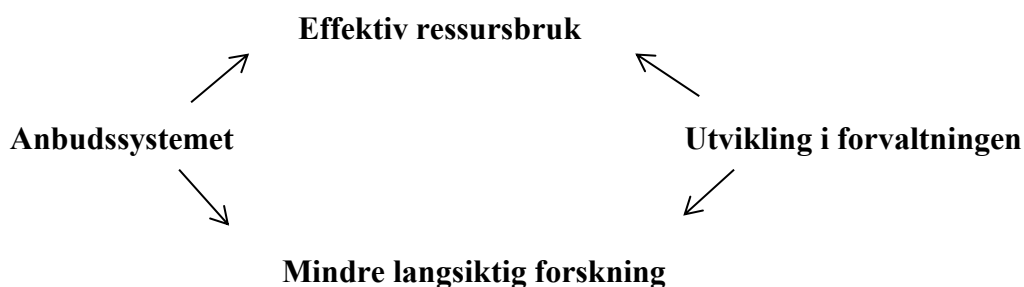 Effektiv ressursbruk
Anbudssystemet
Utvikling i forvaltningen
Mindre langsiktig forskning